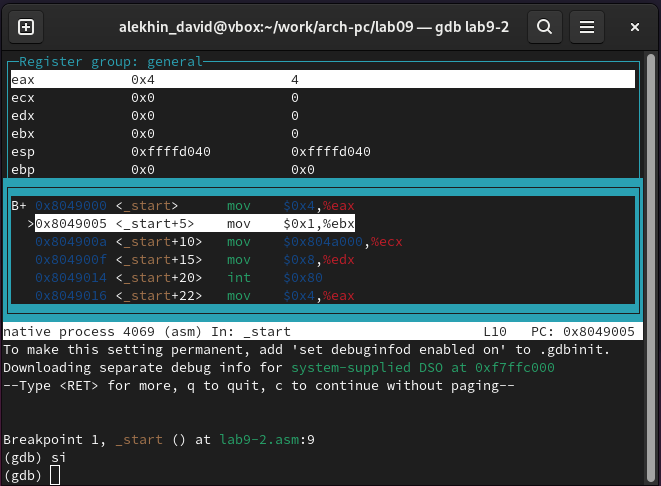 alekhin_david@vbox:~/work/arch-pc/lab09 — gdb lab9-2
Register group: general
eax 0x4 4
ecx 0x0 0
edx 0x0 0
ebx 0x0 0
esp 0xffffd040 0xffffd040
ebp 0x0 0x0
B+ 0x8049000 <_start> mov $0x4,%eax
>0x8049005 <_start+5> mov $0x1,%ebx
0x804900a <_start+10> mov $0x804a000,%ecx
0x804900f <_start+15> mov $0x8,%edx
0x8049014 <_start+20> int $0x80
0x8049016 <_start+22> mov $0x4,%eax
native process 4069 (asm) In: _start L10 PC: 0x8049005
To make this setting permanent, add 'set debuginfod enabled on' to .gdbinit.
Downloading separate debug info for system-supplied DSO at 0xf7ffc000
--Type <RET> for more, q to quit, c to continue without paging--
Breakpoint 1, _start () at lab9-2.asm:9
(gdb) si
(gdb)